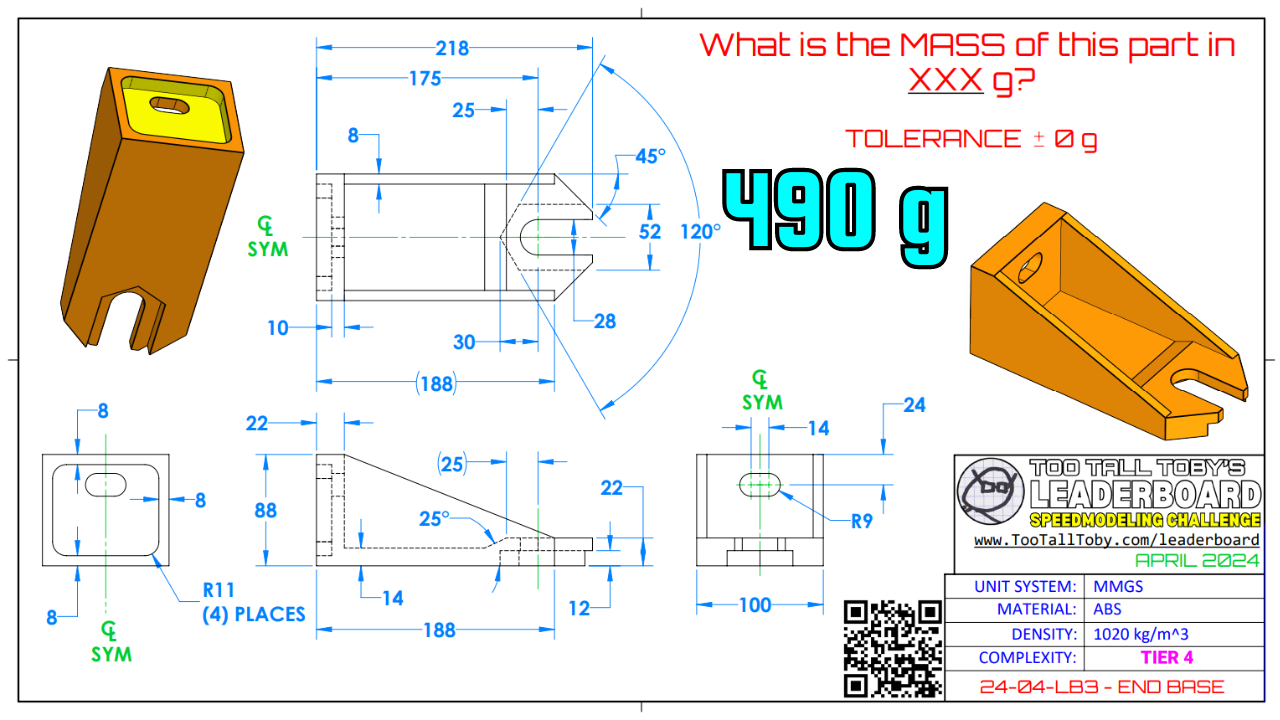 What is the MASS of this part in
XXX g?
TOLERANCE ± 0 g
490 g
218
175
25
8
45°
52
120°
28
10
30
(188)
℄
SYM
8
8
8
R11
(4) PLACES
℄
SYM
22
(25)
22
88
25°
14
12
188
℄
SYM
24
14
R9
100
TOO TALL TOBY'S
LEADERBOARD
SPEEDMODELING CHALLENGE
www.TooTallToby.com/leaderboard
APRIL 2024
UNIT SYSTEM: MMGS
MATERIAL: ABS
DENSITY: 1020 kg/m^3
COMPLEXITY: TIER 4
24-04-LB3 - END BASE